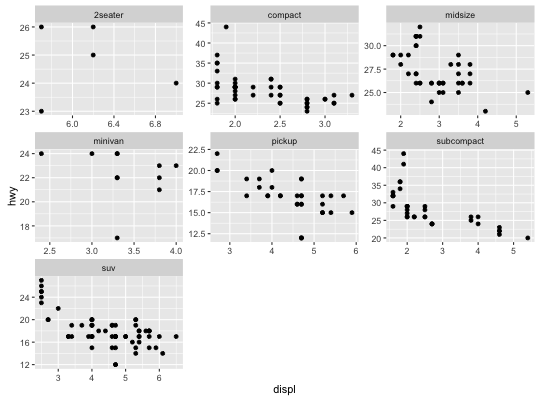 2seater compact midsize
26 25 24 23
6.0 6.4 6.8
45 40 35 30 25
2.0 2.5 3.0
30.0 27.5 25.0
2 3 4 5
minivan pickup subcompact
24 22 20 18
2.5 3.0 3.5 4.0
22.5 20.0 17.5 15.0 12.5
3 4 5 6
45 40 35 30 25 20
2 3 4 5
hwy
suv
24 20 16 12
3 4 5 6
displ